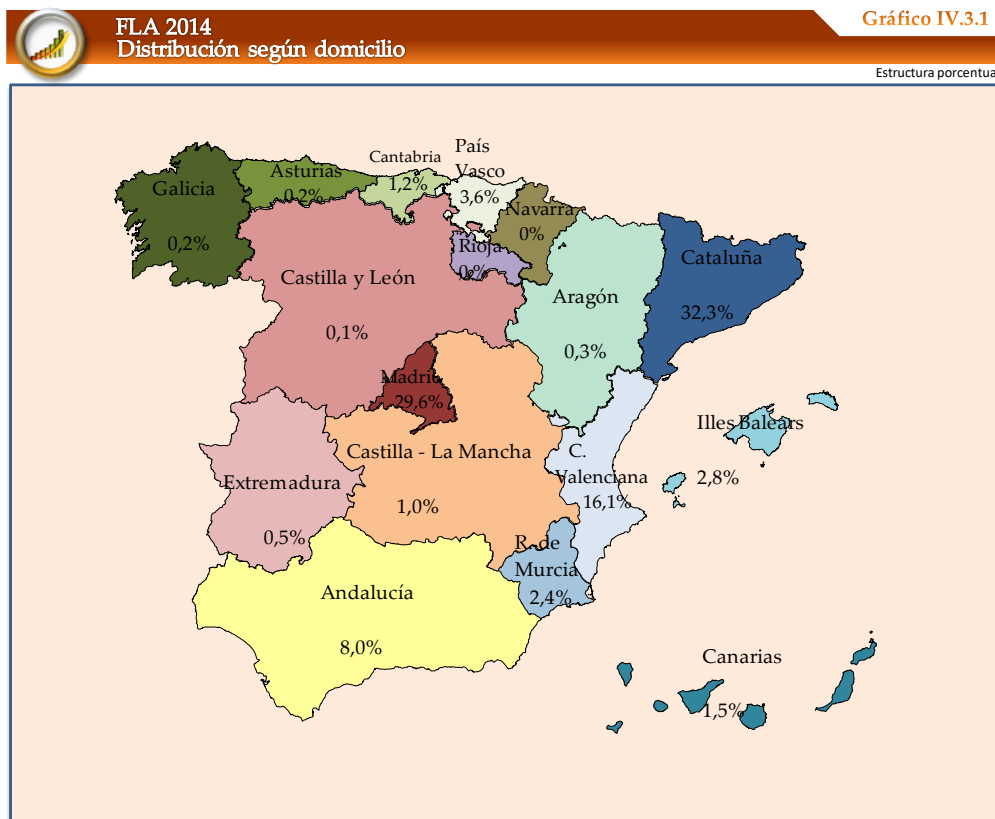 Gráfico IV.3.1
FLA 2014
Distribución según domicilio
Estructura porcentua
Galicia
0,2%
Asturias
0,2%
Cantabria
1,2%
País
Vasco
3,6%
Navarra
0%
Rioja
0%
Castilla y León
0,1%
Aragón
0,3%
Cataluña
32,3%
Madrid
29,6%
Castilla - La Mancha
1,0%
C.
Valenciana
16,1%
Illes Balears
2,8%
Extremadura
0,5%
R. de
Murcia
2,4%
Andalucía
8,0%
Canarias
1,5%